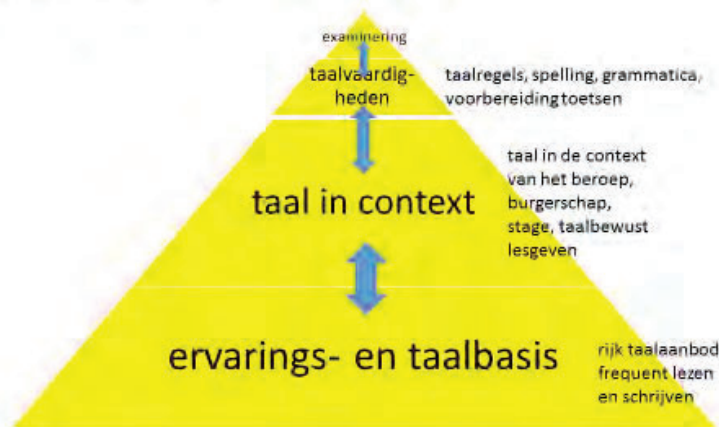 examinering
taalvaardig-
heden
taalregels, spelling, grammatica,
voorbereiding toetsen
taal in context
taal in de context
van het beroep,
burgerschap,
stage, taalbewust
lesgeven
ervarings- en taalbasis
rijk taalaanbod
frequent lezen
en schrijven